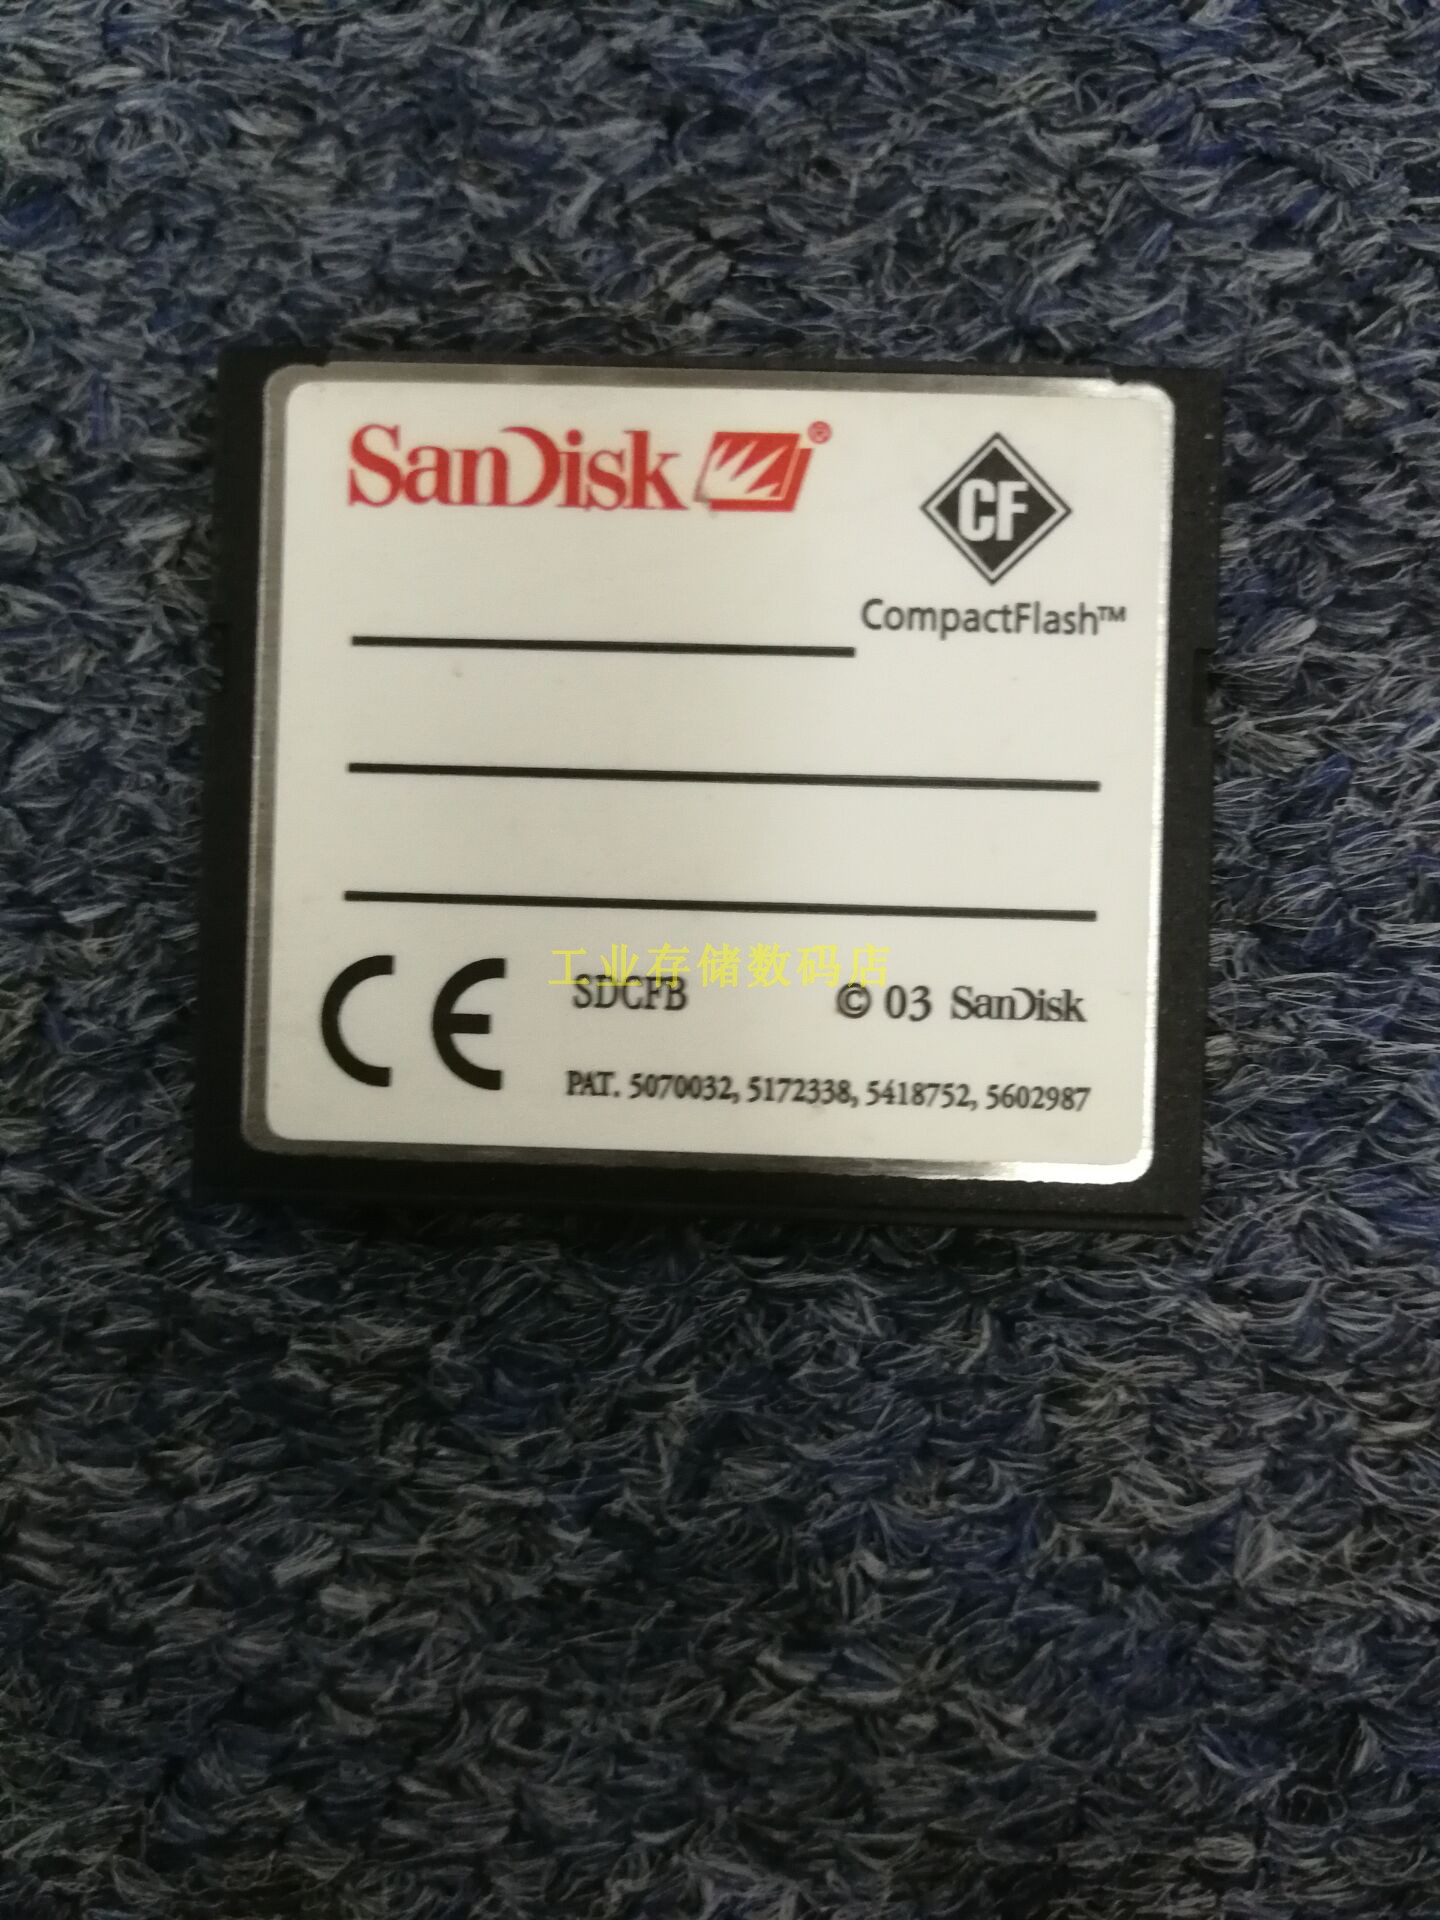 SanDisk ®
CF
CompactFlash™
工业存储数码店
CE SDCFB © 03 SanDisk
PAT. 5070032, 5172338, 5418752, 5602987